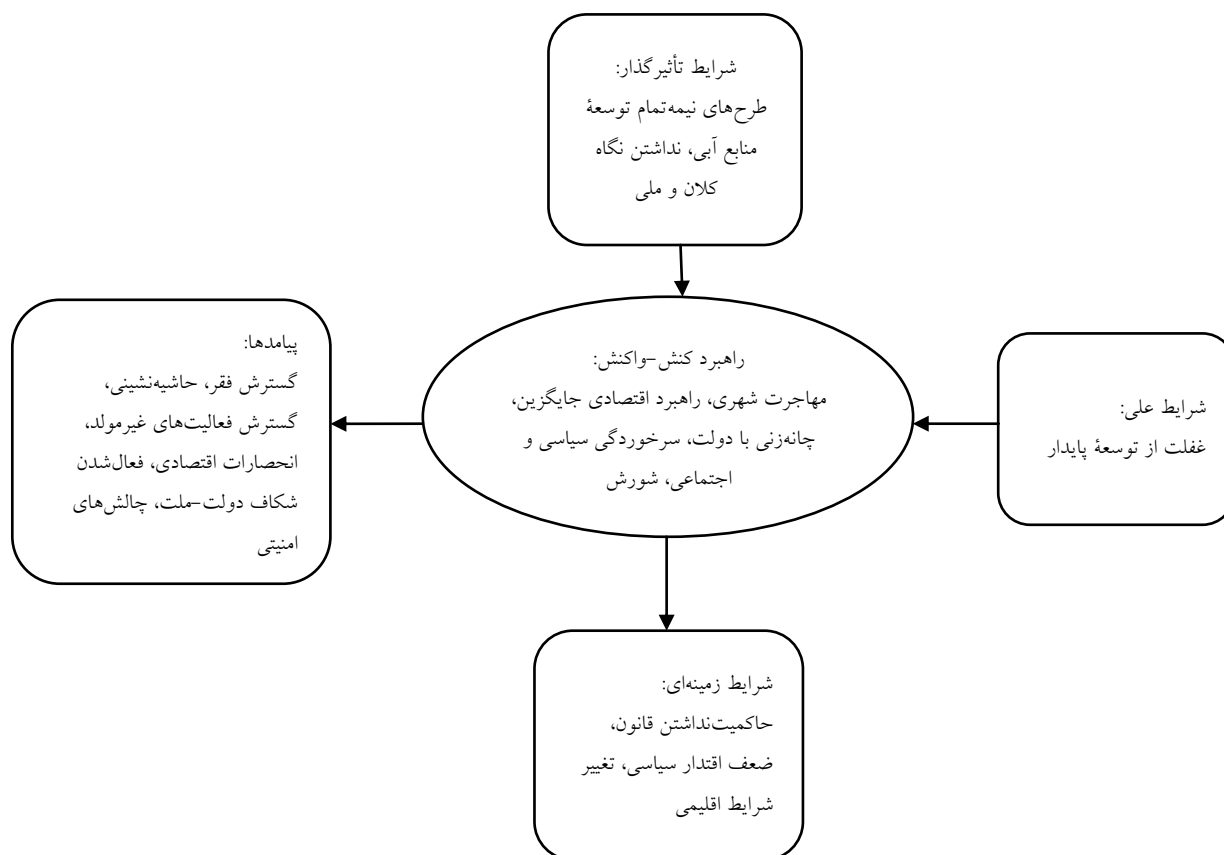 شرایط تأثیرگذار:
طرح‌های نیمه‌تمام توسعۀ
منابع آبی، نداشتن نگاه
کلان و ملی
شرایط علی:
غفلت از توسعۀ پایدار
راهبرد کنش–واکنش:
مهاجرت شهری، راهبرد اقتصادی جایگزین،
چانه‌زنی با دولت، سرخوردگی سیاسی و
اجتماعی، شورش
پیامدها:
گسترش فقر، حاشیه‌نشینی،
گسترش فعالیت‌های غیرمولد،
انحصارات اقتصادی، فعال‌شدن
شکاف دولت–ملت، چالش‌های
امنیتی
شرایط زمینه‌ای:
حاکمیت‌نداشتن قانون،
ضعف اقتدار سیاسی، تغییر
شرایط اقلیمی